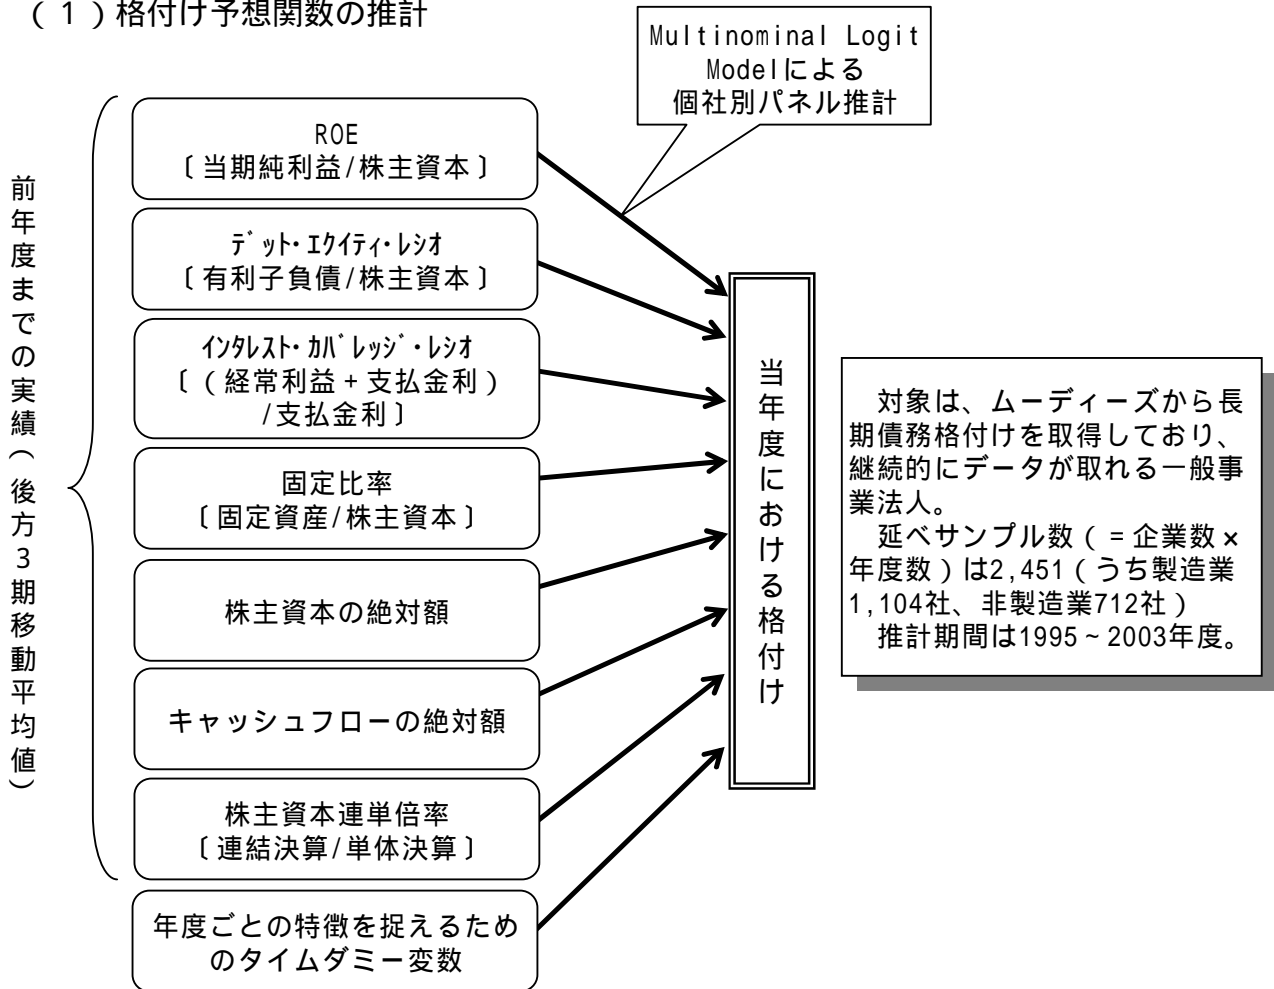 （１）格付け予想関数の推計
Multinominal Logit
Modelによる
個社別パネル推計
前年度までの実績（後方３期移動平均値）
ROE
〔当期純利益/株主資本〕
ﾃﾞｯﾄ・ｴｸｲﾃｨ・ﾚｼｵ
〔有利子負債/株主資本〕
ｲﾝﾀﾚｽﾄ・ｶﾊﾞﾚｯｼﾞ・ﾚｼｵ
〔（経常利益＋支払金利）
/支払金利〕
固定比率
〔固定資産/株主資本〕
株主資本の絶対額
キャッシュフローの絶対額
株主資本連単倍率
〔連結決算/単体決算〕
年度ごとの特徴を捉えるため
のタイムダミー変数
当年度における格付け
対象は、ムーディーズから長
期債務格付けを取得しており、
継続的にデータが取れる一般事
業法人。
延べサンプル数（＝企業数×
年度数）は2,451（うち製造業
1,104社、非製造業712社）
推計期間は1995～2003年度。